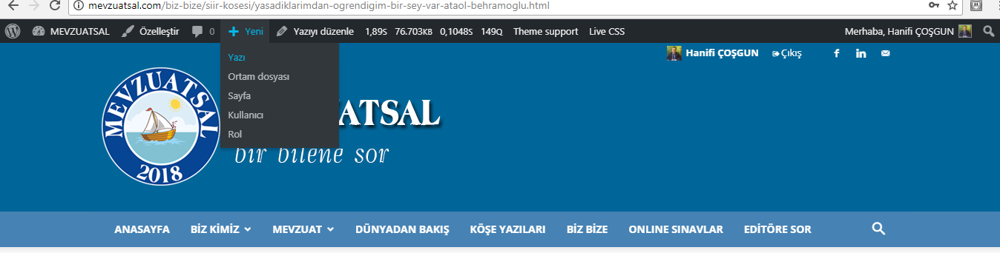 mevzuatsal.com/biz-bize/siir-kosesi/yasadiklarimdan-ogrendigim-bir-sey-var-ataol-behramoglu.html
MEVZUATSAL Özelleştir 0 Yeni Yazıyı düzenle 1,89s 76.703KB 0,1048s 149Q Theme support Live CSS Merhaba, Hanifi ÇOŞGUN
Hanifi ÇOŞGUN Çıkış
Yazı
Ortam dosyası
Sayfa
Kullanıcı
Rol
MEVZUATSAL
2018
UATSAL
bir bilene sor
ANASAYFA BİZ KİMİZ MEVZUAT DÜNYADAN BAKIŞ KÖŞE YAZILARI BİZ BİZE ONLINE SINAVLAR EDİTÖRE SOR